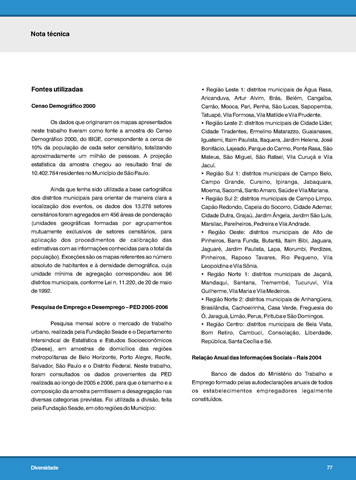 Nota técnica
Fontes utilizadas
Censo Demográfico 2000
Os dados que originaram os mapas apresentados
neste trabalho tiveram como fonte a amostra do Censo
Demográfico 2000, do IBGE, correspondente a cerca de
10% da população de cada setor censitário, totalizando
aproximadamente um milhão de pessoas. A projeção
estatística da amostra chegou ao resultado final de
10.402.784 residentes no Município de São Paulo.
Ainda que tenha sido utilizada a base cartográfica
dos distritos municipais para orientar de maneira clara a
localização dos eventos, os dados dos 13.278 setores
censitários foram agregados em 456 áreas de ponderação
(unidades geográficas formadas por agrupamentos
mutuamente exclusivos de setores censitários, para
aplicação dos procedimentos de calibração das
estimativas com as informações conhecidas para o total da
população). Exceções são os mapas referentes ao número
absoluto de habitantes e à densidade demográfica, cuja
unidade mínima de agregação correspondeu aos 96
distritos municipais, conforme Lei n. 11.220, de 20 de maio
de 1992.
Pesquisa de Emprego e Desemprego – PED 2005-2006
Pesquisa mensal sobre o mercado de trabalho
urbano, realizada pela Fundação Seade e o Departamento
Intersindical de Estatística e Estudos Socioeconômicos
(Dieese), em amostras de domicílios das regiões
metropolitanas de Belo Horizonte, Porto Alegre, Recife,
Salvador, São Paulo e o Distrito Federal. Neste trabalho,
foram consultados os dados provenientes da PED
realizada ao longo de 2005 e 2006, para que o tamanho e a
composição da amostra permitissem a desagregação nas
diversas categorias previstas. Foi utilizada a divisão, feita
pela Fundação Seade, em oito regiões do Município:
• Região Leste 1: distritos municipais de Água Rasa,
Aricanduva, Artur Alvim, Brás, Belém, Cangaíba,
Carrão, Mooca, Pari, Penha, São Lucas, Sapopemba,
Tatuapé, Vila Formosa, Vila Matilde e Vila Prudente.
• Região Leste 2: distritos municipais de Cidade Líder,
Cidade Tiradentes, Ermelino Matarazzo, Guaianases,
Iguatemi, Itaim Paulista, Itaquera, Jardim Helena, José
Bonifácio, Lajeado, Parque do Carmo, Ponte Rasa, São
Mateus, São Miguel, São Rafael, Vila Curuçá e Vila
Jacuí.
• Região Sul 1: distritos municipais de Campo Belo,
Campo Grande, Cursino, Ipiranga, Jabaquara,
Moema, Sacomã, Santo Amaro, Saúde e Vila Mariana.
• Região Sul 2: distritos municipais de Campo Limpo,
Capão Redondo, Capela do Socorro, Cidade Ademar,
Cidade Dutra, Grajaú, Jardim Ângela, Jardim São Luís,
Marsilac, Parelheiros, Pedreira e Vila Andrade.
• Região Oeste: distritos municipais de Alto de
Pinheiros, Barra Funda, Butantã, Itaim Bibi, Jaguara,
Jaguaré, Jardim Paulista, Lapa, Morumbi, Perdizes,
Pinheiros, Raposo Tavares, Rio Pequeno, Vila
Leopoldina e Vila Sônia.
• Região Norte 1: distritos municipais de Jaçanã,
Mandaqui, Santana, Tremembé, Tucuruvi, Vila
Guilherme, Vila Maria e Vila Medeiros.
• Região Norte 2: distritos municipais de Anhanguera,
Brasilândia, Cachoeirinha, Casa Verde, Freguesia do
Ó, Jaraguá, Limão, Perus, Pirituba e São Domingos.
• Região Centro: distritos municipais de Bela Vista,
Bom Retiro, Cambuci, Consolação, Liberdade,
República, Santa Cecília e Sé.
Relação Anual das Informações Sociais – Rais 2004
Banco de dados do Ministério do Trabalho e
Emprego formado pelas autodeclarações anuais de todos
os estabelecimentos empregadores legalmente
constituídos.
Diversidade
77